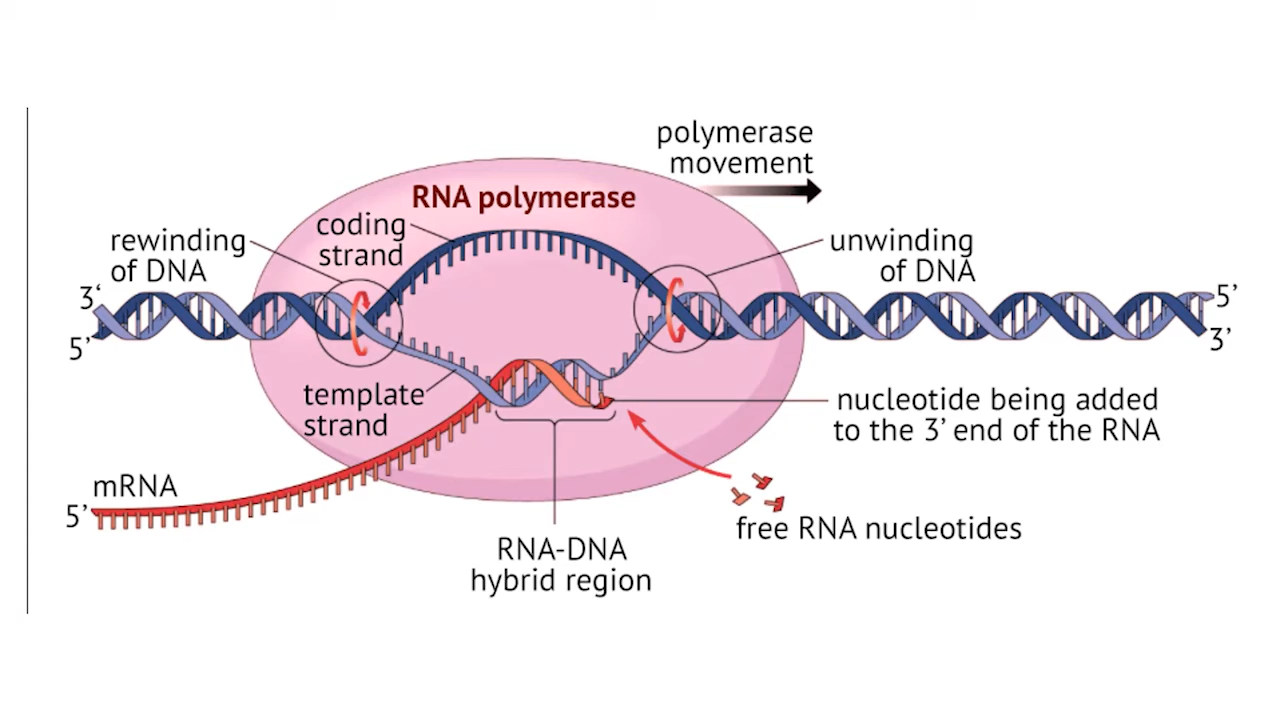 polymerase
movement
RNA polymerase
coding
strand
rewinding
of DNA
unwinding
of DNA
3‘
5’
5’
3’
template
strand
nucleotide being added
to the 3’ end of the RNA
mRNA
5’
free RNA nucleotides
RNA-DNA
hybrid region